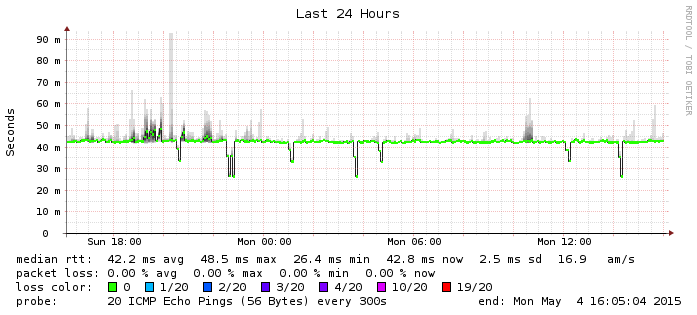 Last 24 Hours
RRDTOOL / TOBI OETIKER
Seconds
90 m
80 m
70 m
60 m
50 m
40 m
30 m
20 m
10 m
0
Sun 18:00 Mon 00:00 Mon 06:00 Mon 12:00
median rtt: 42.2 ms avg 48.5 ms max 26.4 ms min 42.8 ms now 2.5 ms sd 16.9 am/s
packet loss: 0.00 % avg 0.00 % max 0.00 % min 0.00 % now
loss color: 0 1/20 2/20 3/20 4/20 10/20 19/20
probe: 20 ICMP Echo Pings (56 Bytes) every 300s end: Mon May 4 16:05:04 2015